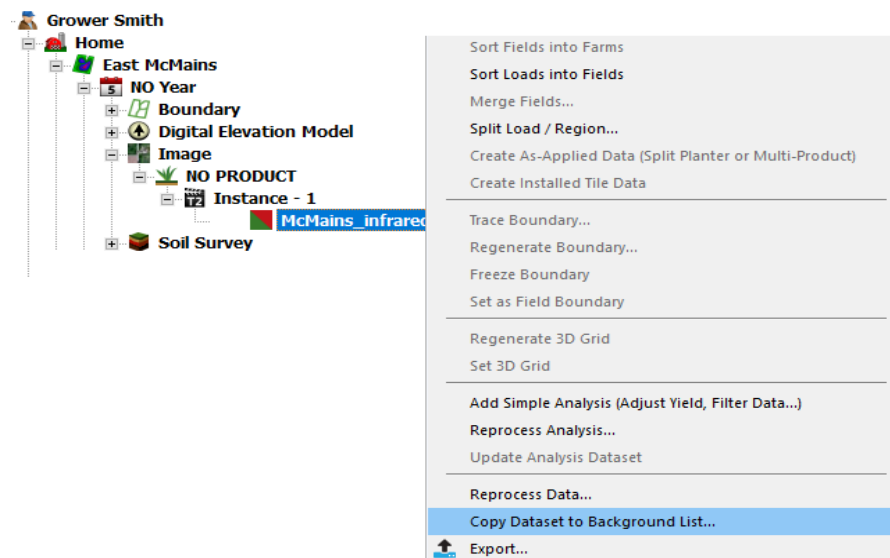 Grower Smith
Home
East McMains
NO Year
Boundary
Digital Elevation Model
Image
NO PRODUCT
Instance - 1
McMains_infrared
Soil Survey
Sort Fields into Farms
Sort Loads into Fields
Merge Fields...
Split Load / Region...
Create As-Applied Data (Split Planter or Multi-Product)
Create Installed Tile Data
Trace Boundary...
Regenerate Boundary...
Freeze Boundary
Set as Field Boundary
Regenerate 3D Grid
Set 3D Grid
Add Simple Analysis (Adjust Yield, Filter Data...)
Reprocess Analysis...
Update Analysis Dataset
Reprocess Data...
Copy Dataset to Background List...
Export...